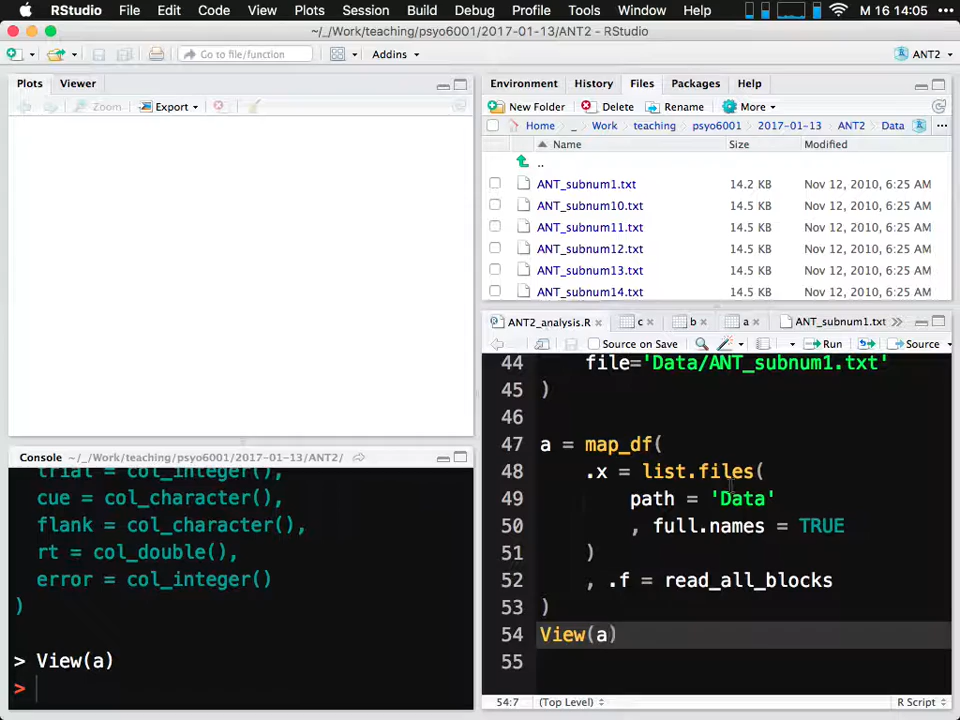 RStudio File Edit Code View Plots Session Build Debug Profile Tools Window Help M 16 14:05
~/_/Work/teaching/psyo6001/2017-01-13/ANT2 - RStudio
Go to file/function Addins ANT2
Plots Viewer
Zoom Export
Environment History Files Packages Help
New Folder Delete Rename More
Home _ Work teaching psyo6001 2017-01-13 ANT2 Data ...
Name Size Modified
..
ANT_subnum1.txt 14.2 KB Nov 12, 2010, 6:25 AM
ANT_subnum10.txt 14.5 KB Nov 12, 2010, 6:25 AM
ANT_subnum11.txt 14.5 KB Nov 12, 2010, 6:25 AM
ANT_subnum12.txt 14.5 KB Nov 12, 2010, 6:25 AM
ANT_subnum13.txt 14.5 KB Nov 12, 2010, 6:25 AM
ANT_subnum14.txt 14.5 KB Nov 12, 2010, 6:25 AM
Console ~/_/Work/teaching/psyo6001/2017-01-13/ANT2/
trial = col_integer(),
cue = col_character(),
flank = col_character(),
rt = col_double(),
error = col_integer()
)
> View(a)
>
ANT2_analysis.R c b a ANT_subnum1.txt
Source on Save Run Source
44 file='Data/ANT_subnum1.txt'
45 )
46
47 a = map_df(
48 .x = list.files(
49 path = 'Data'
50 , full.names = TRUE
51 )
52 , .f = read_all_blocks
53 )
54 View(a)
55
54:7 (Top Level) R Script